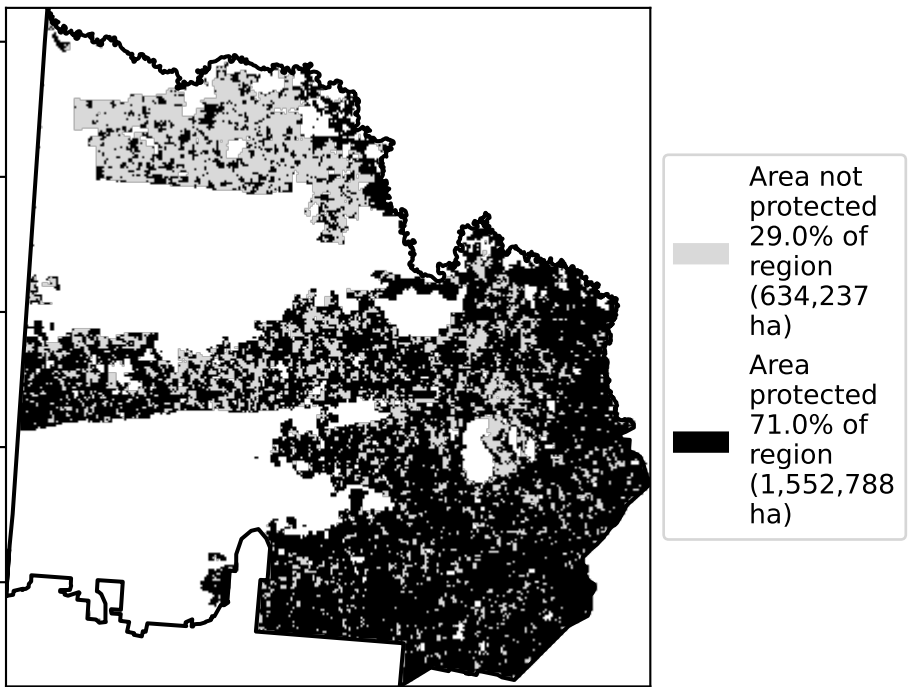 Area not
protected
29.0% of
region
(634,237
ha)
Area
protected
71.0% of
region
(1,552,788
ha)